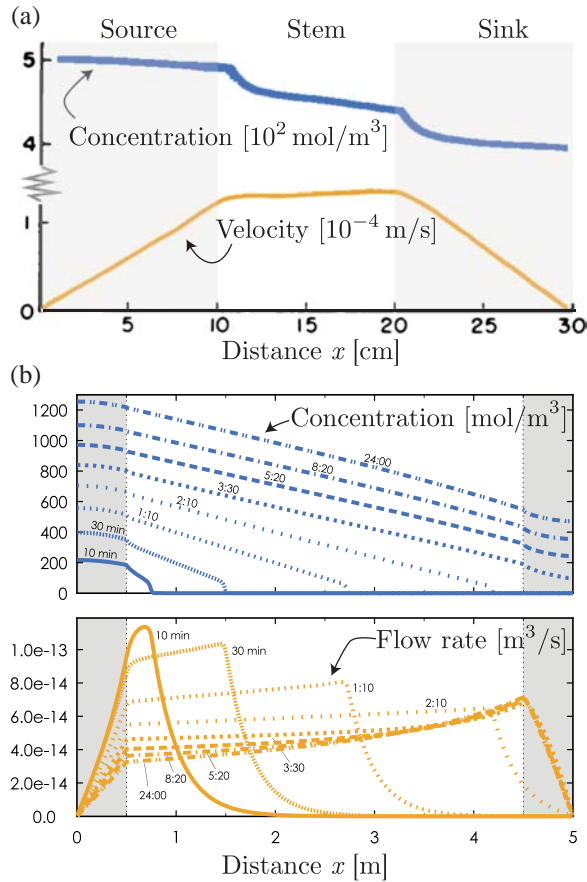 (a)
Source Stem Sink
5
Concentration [10² mol/m³]
4
1
Velocity [10⁻⁴ m/s]
0
5 10 15 20 25 30
Distance x [cm]
(b)
Concentration [mol/m³]
1200
1000
800
600
400
200
0
24:00
8:20
5:20
3:30
2:10
1:10
30 min
10 min
Flow rate [m³/s]
1.0e-13
8.0e-14
6.0e-14
4.0e-14
2.0e-14
0.0
10 min
30 min
1:10
2:10
3:30
5:20
8:20
24:00
0 1 2 3 4 5
Distance x [m]